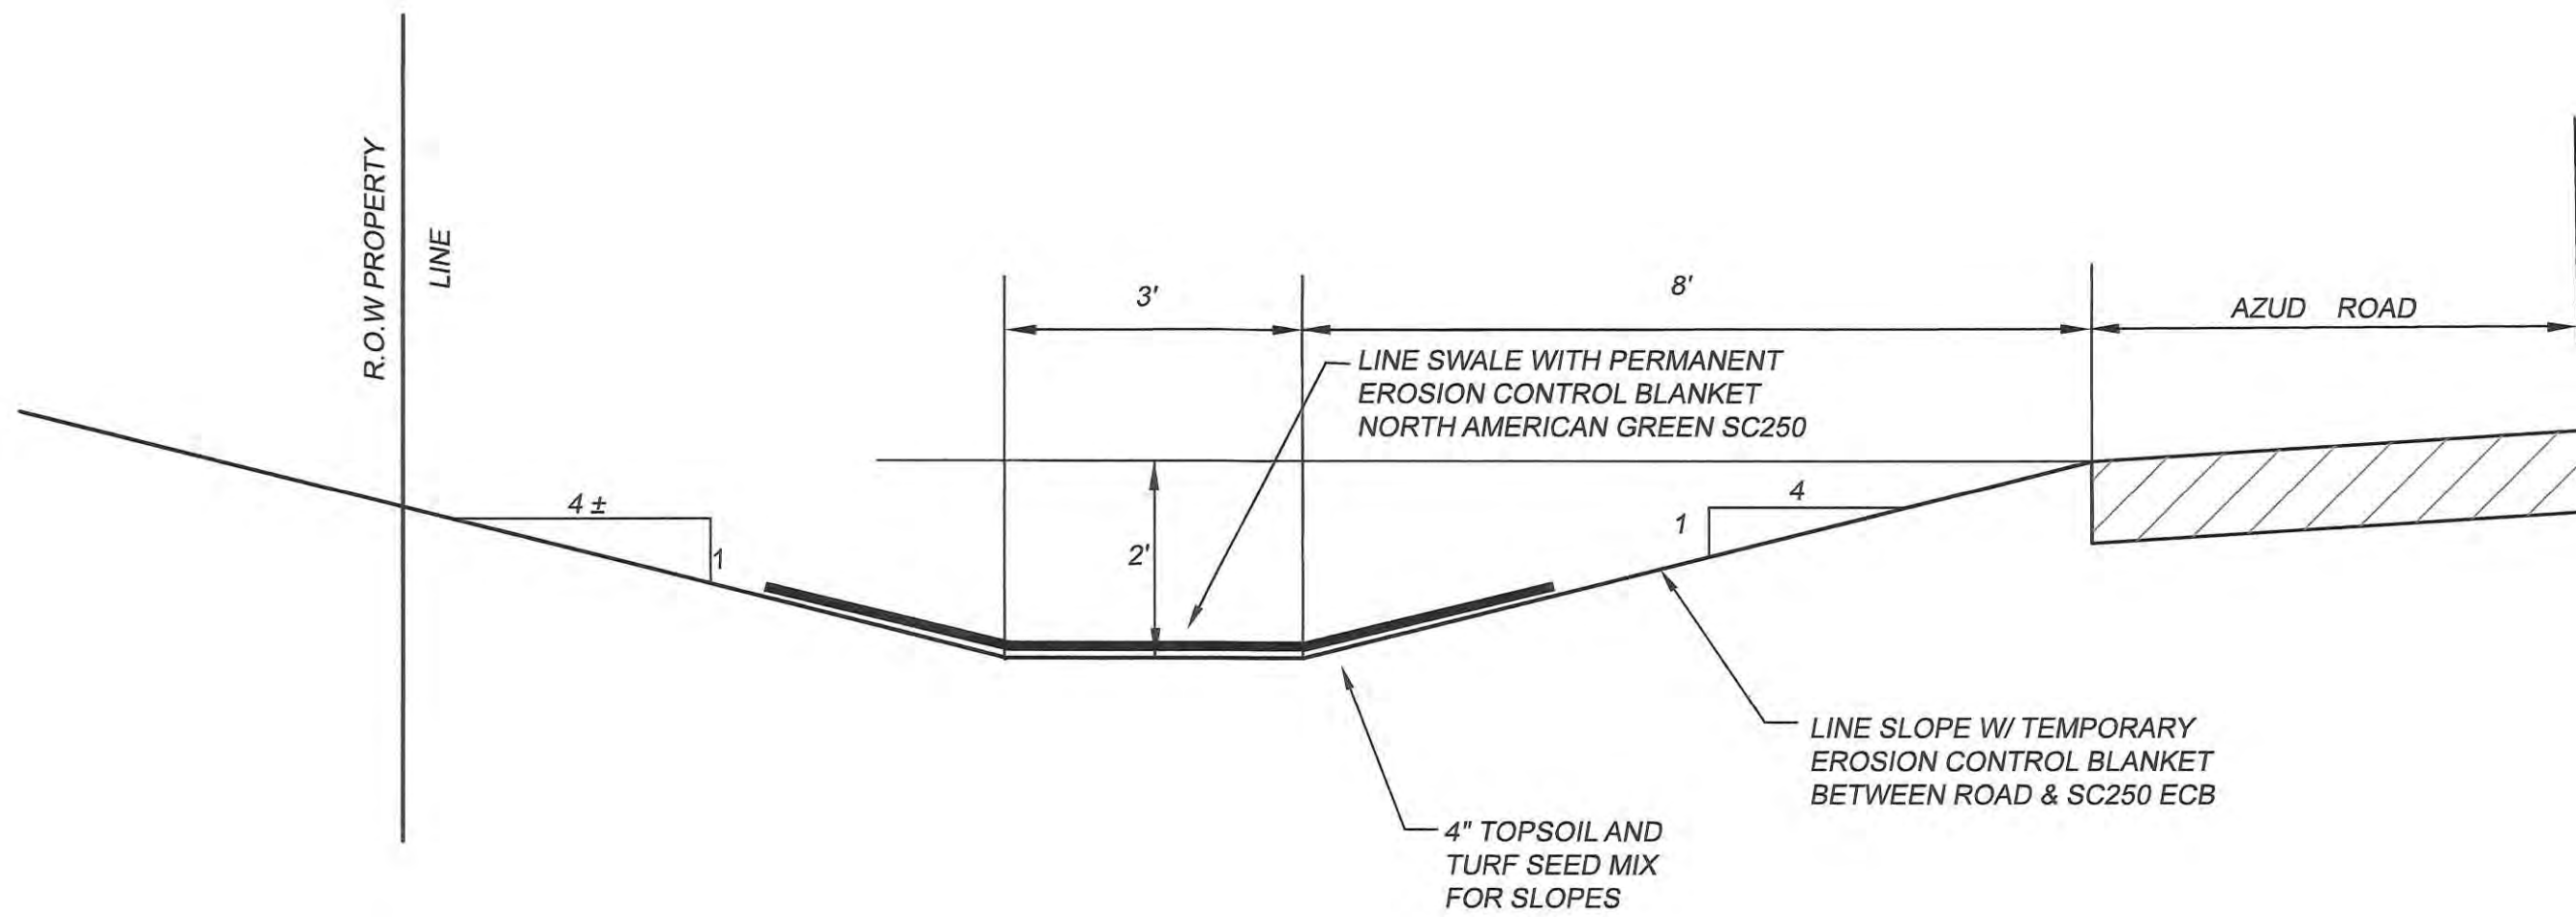 R.O.W PROPERTY
LINE
3'
8'
AZUD ROAD
LINE SWALE WITH PERMANENT
EROSION CONTROL BLANKET
NORTH AMERICAN GREEN SC250
4 ±
1
2'
4
1
LINE SLOPE W/ TEMPORARY
EROSION CONTROL BLANKET
BETWEEN ROAD & SC250 ECB
4" TOPSOIL AND
TURF SEED MIX
FOR SLOPES